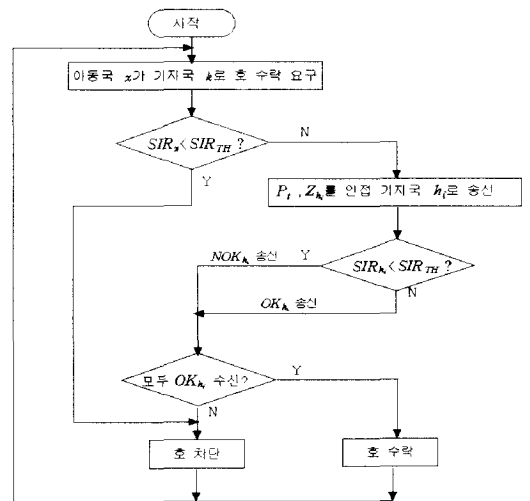 시작
이동국 x가 기지국 k로 호 수락 요구
SIRx < SIRTH ?
N
Y
Pt , Zhi를 인접 기지국 hi로 송신
NOKhi 송신
Y
SIRhi < SIRTH ?
N
OKhi 송신
모두 OKhi 수신?
Y
N
호 차단
호 수락